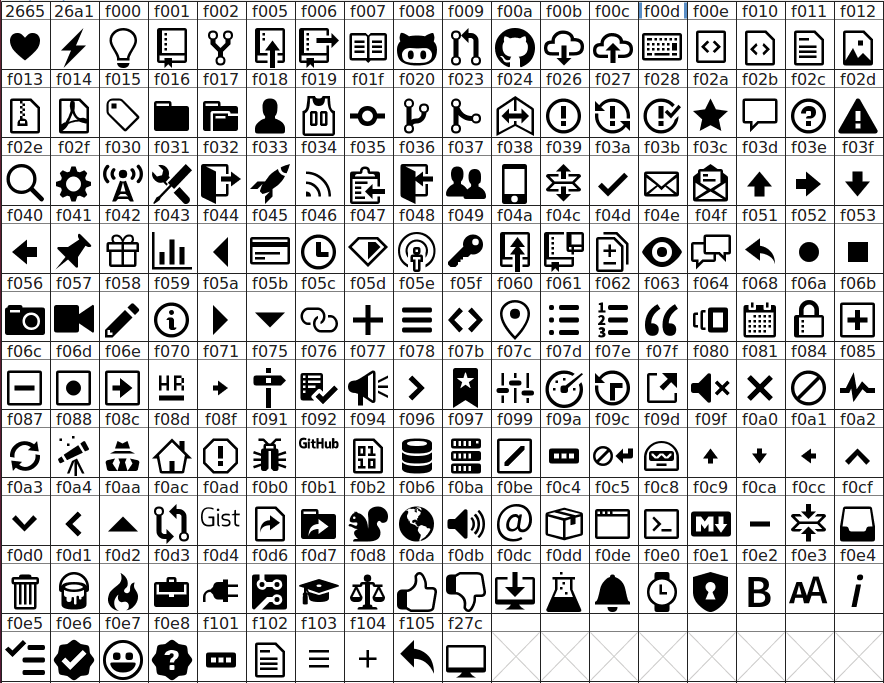 2665 26a1 f000 f001 f002 f005 f006 f007 f008 f009 f00a f00b f00c f00d f00e f010 f011 f012
f013 f014 f015 f016 f017 f018 f019 f01f f020 f023 f024 f026 f027 f028 f02a f02b f02c f02d
f02e f02f f030 f031 f032 f033 f034 f035 f036 f037 f038 f039 f03a f03b f03c f03d f03e f03f
f040 f041 f042 f043 f044 f045 f046 f047 f048 f049 f04a f04c f04d f04e f04f f051 f052 f053
f056 f057 f058 f059 f05a f05b f05c f05d f05e f05f f060 f061 f062 f063 f064 f068 f06a f06b
1
2
3
f06c f06d f06e f070 f071 f075 f076 f077 f078 f07b f07c f07d f07e f07f f080 f081 f084 f085
HR
f087 f088 f08c f08d f08f f091 f092 f094 f096 f097 f099 f09a f09c f09d f09f f0a0 f0a1 f0a2
GitHub 01
10
f0a3 f0a4 f0aa f0ac f0ad f0b0 f0b1 f0b2 f0b6 f0ba f0be f0c4 f0c5 f0c8 f0c9 f0ca f0cc f0cf
Gist @ M
f0d0 f0d1 f0d2 f0d3 f0d4 f0d6 f0d7 f0d8 f0da f0db f0dc f0dd f0de f0e0 f0e1 f0e2 f0e3 f0e4
B AA i
f0e5 f0e6 f0e7 f0e8 f101 f102 f103 f104 f105 f27c
?